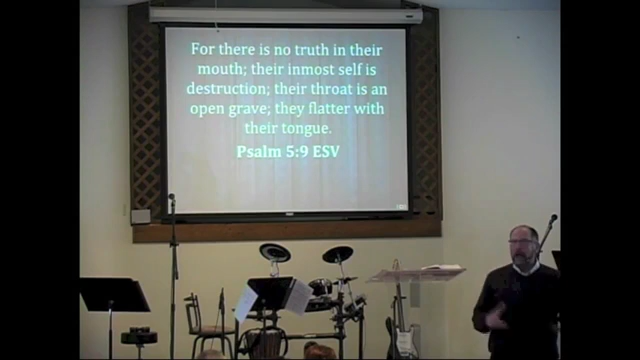 For there is no truth in their
mouth; their inmost self is
destruction; their throat is an
open grave; they flatter with
their tongue.
Psalm 5:9 ESV